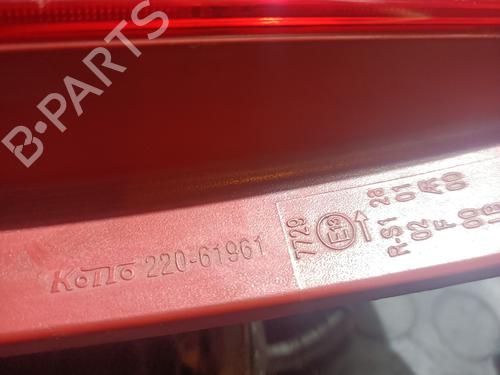 B-PARTS
KOITO 220-61961
7729
E13
R-S1 28
02 01
F A
00 00